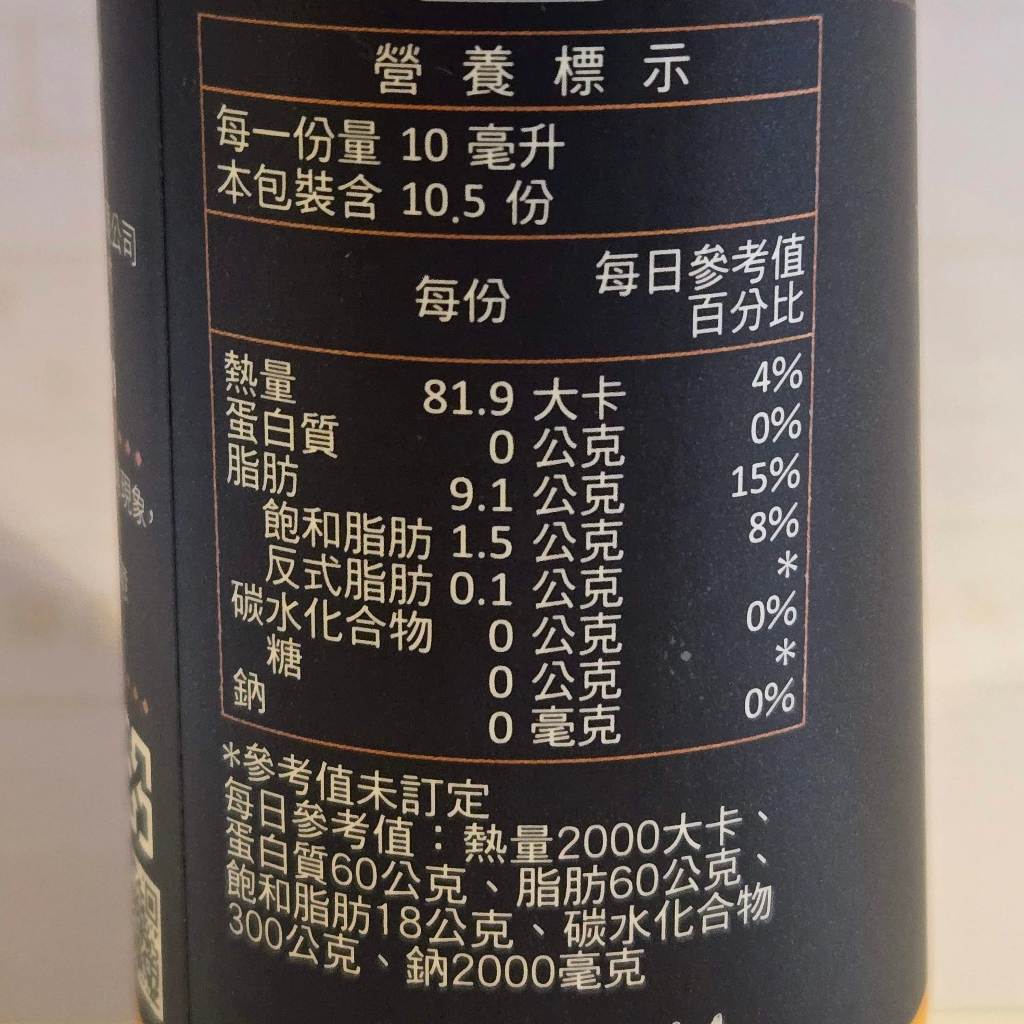 營養標示
每一份量 10 毫升
本包裝含 10.5 份
每份 每日參考值
百分比
熱量 81.9 大卡 4%
蛋白質 0 公克 0%
脂肪 9.1 公克 15%
飽和脂肪 1.5 公克 8%
反式脂肪 0.1 公克 *
碳水化合物 0 公克 0%
糖 0 公克 *
鈉 0 毫克 0%
*參考值未訂定
每日參考值：熱量2000大卡、
蛋白質60公克、脂肪60公克、
飽和脂肪18公克、碳水化合物
300公克、鈉2000毫克
公司
現象，